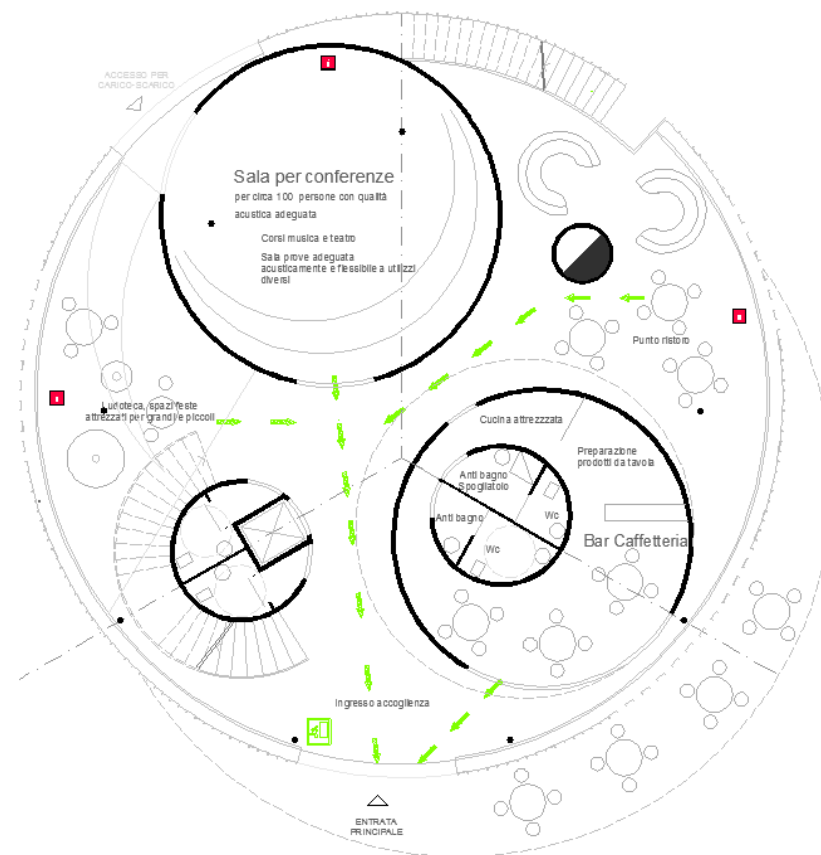 ACCESSO PER
CARICO-SCARICO
Sala per conferenze
per circa 100 persone con qualità
acustica adeguata
Corsi musica e teatro
Sala prove adeguata
acusticamente e flessibile a utilizzi
diversi
Punto ristoro
Ludoteca, spazi feste
attrezzati per grandi e piccoli
Cucina attrezzzata
Preparazione
prodotti da tavola
Anti bagno
Spogliatoio
Anti bagno
Wc
Wc
Bar Caffetteria
Ingresso accoglienza
ENTRATA
PRINCIPALE